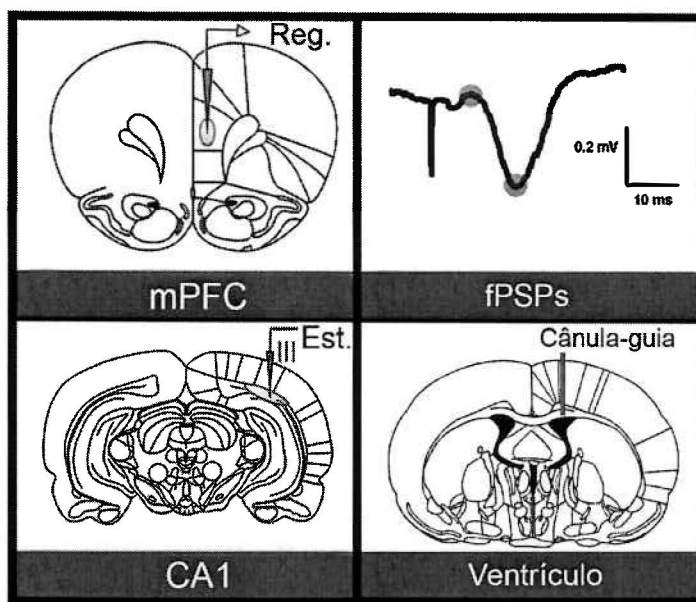 Reg.
mPFC
0.2 mV
10 ms
fPSPs
Est.
CA1
Cânula-guia
Ventrículo